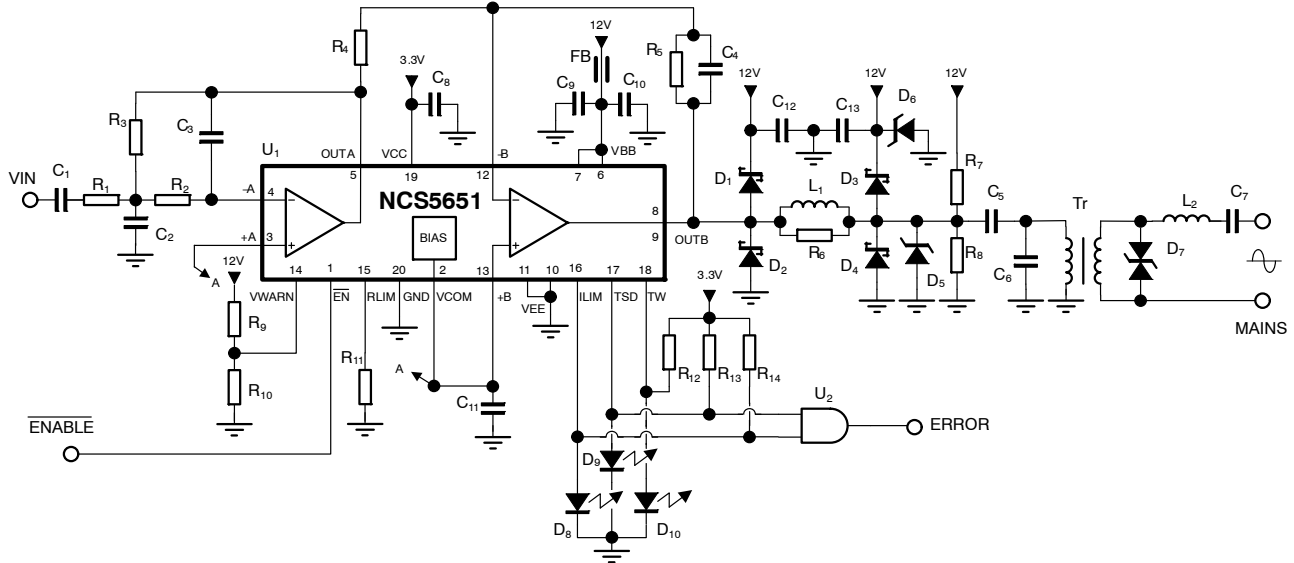 12V
R4
R5
C4
3.3V
C8
FB
C9
C10
12V
12V
12V
C12
C13
D6
R3
C3
U1
OUTA
VCC
-B
VBB
5
19
12
7
6
R7
VIN
C1
R1
R2
-A
4
NCS5651
D1
L1
D3
C5
Tr
L2
C7
BIAS
8
9
OUTB
C2
+A
3
R6
R8
D7
A
12V
14
1
15
20
2
13
11
10
16
17
18
D2
D4
D5
C6
VWARN
EN
RLIM
GND
VCOM
+B
VEE
ILIM
TSD
TW
3.3V
MAINS
R9
R11
A
R12
R13
R14
R10
C11
U2
ENABLE
ERROR
D9
D8
D10